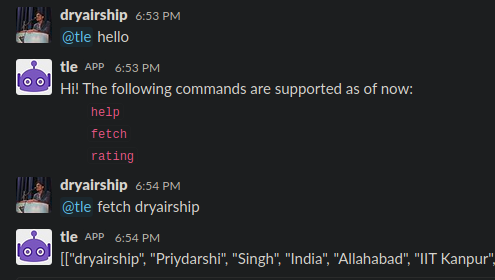 dryairship 6:53 PM
@tle hello
tle APP 6:53 PM
Hi! The following commands are supported as of now:
help
fetch
rating
dryairship 6:54 PM
@tle fetch dryairship
tle APP 6:54 PM
[["dryairship", "Priydarshi", "Singh", "India", "Allahabad", "IIT Kanpur",